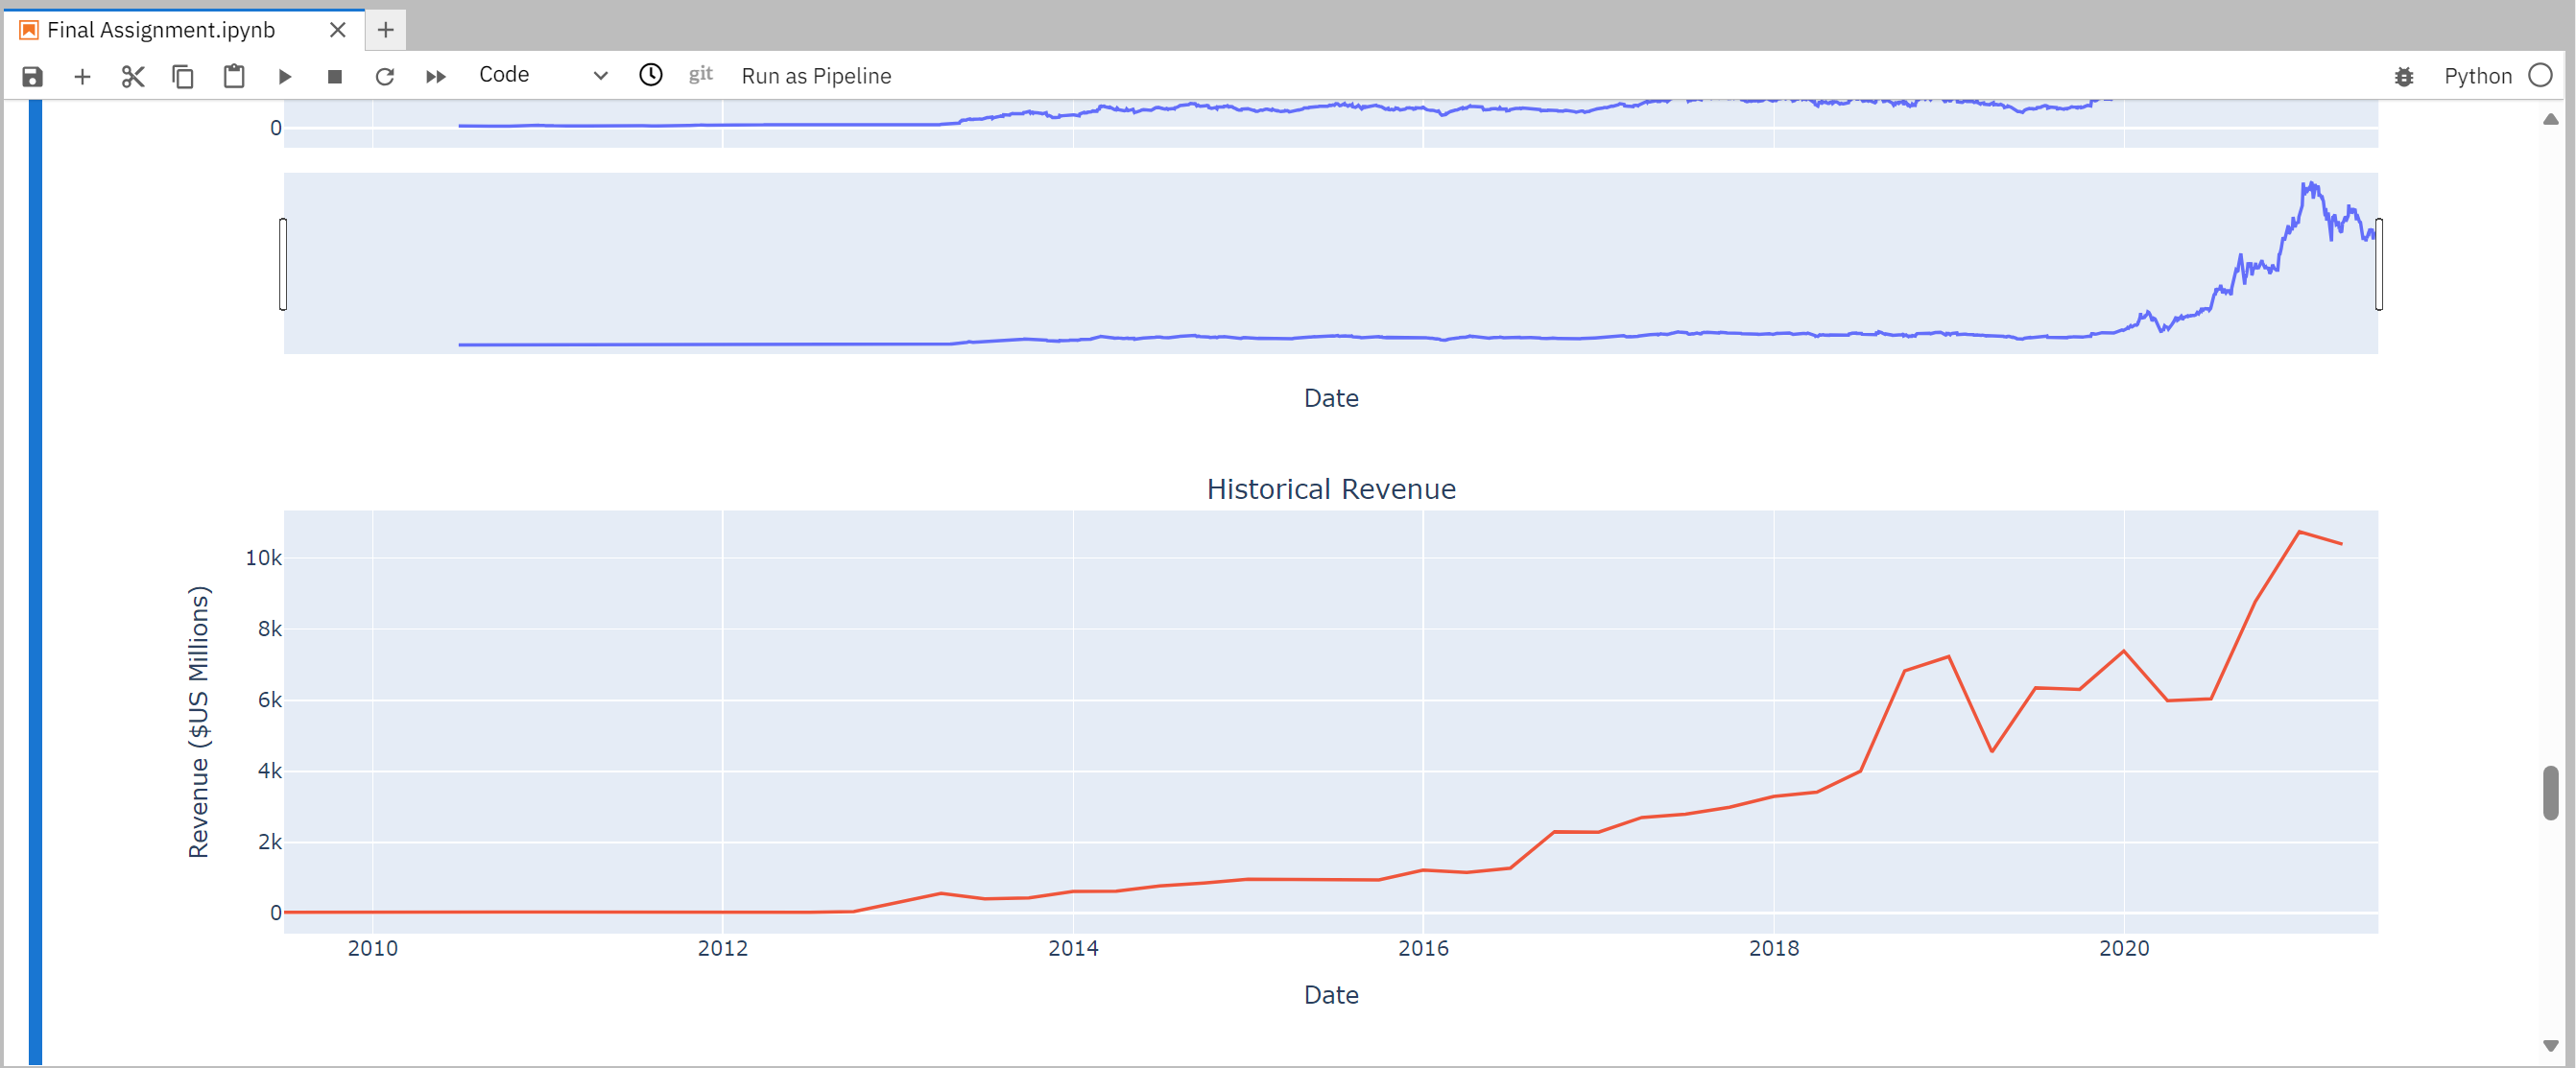 Final Assignment.ipynb
Code
git
Run as Pipeline
Python
0
Date
Historical Revenue
Revenue ($US Millions)
10k
8k
6k
4k
2k
0
2010 2012 2014 2016 2018 2020
Date